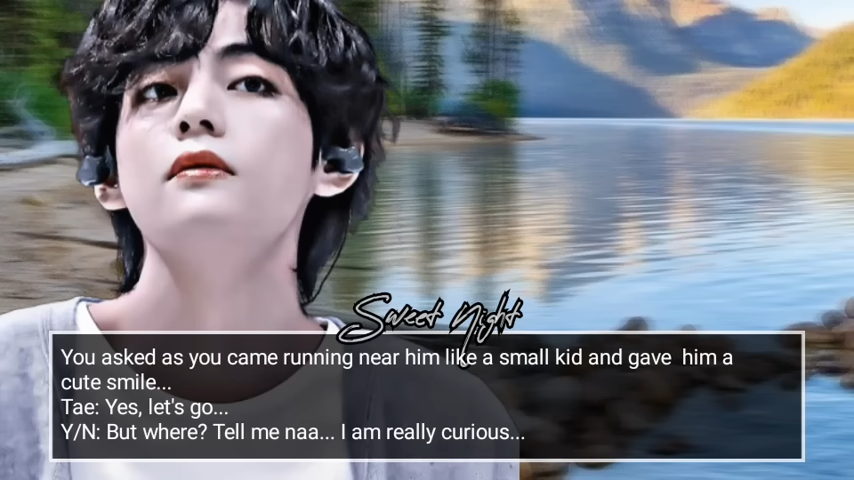 Sweet Night
You asked as you came running near him like a small kid and gave  him a
cute smile...
Tae: Yes, let's go...
Y/N: But where? Tell me naa... I am really curious...